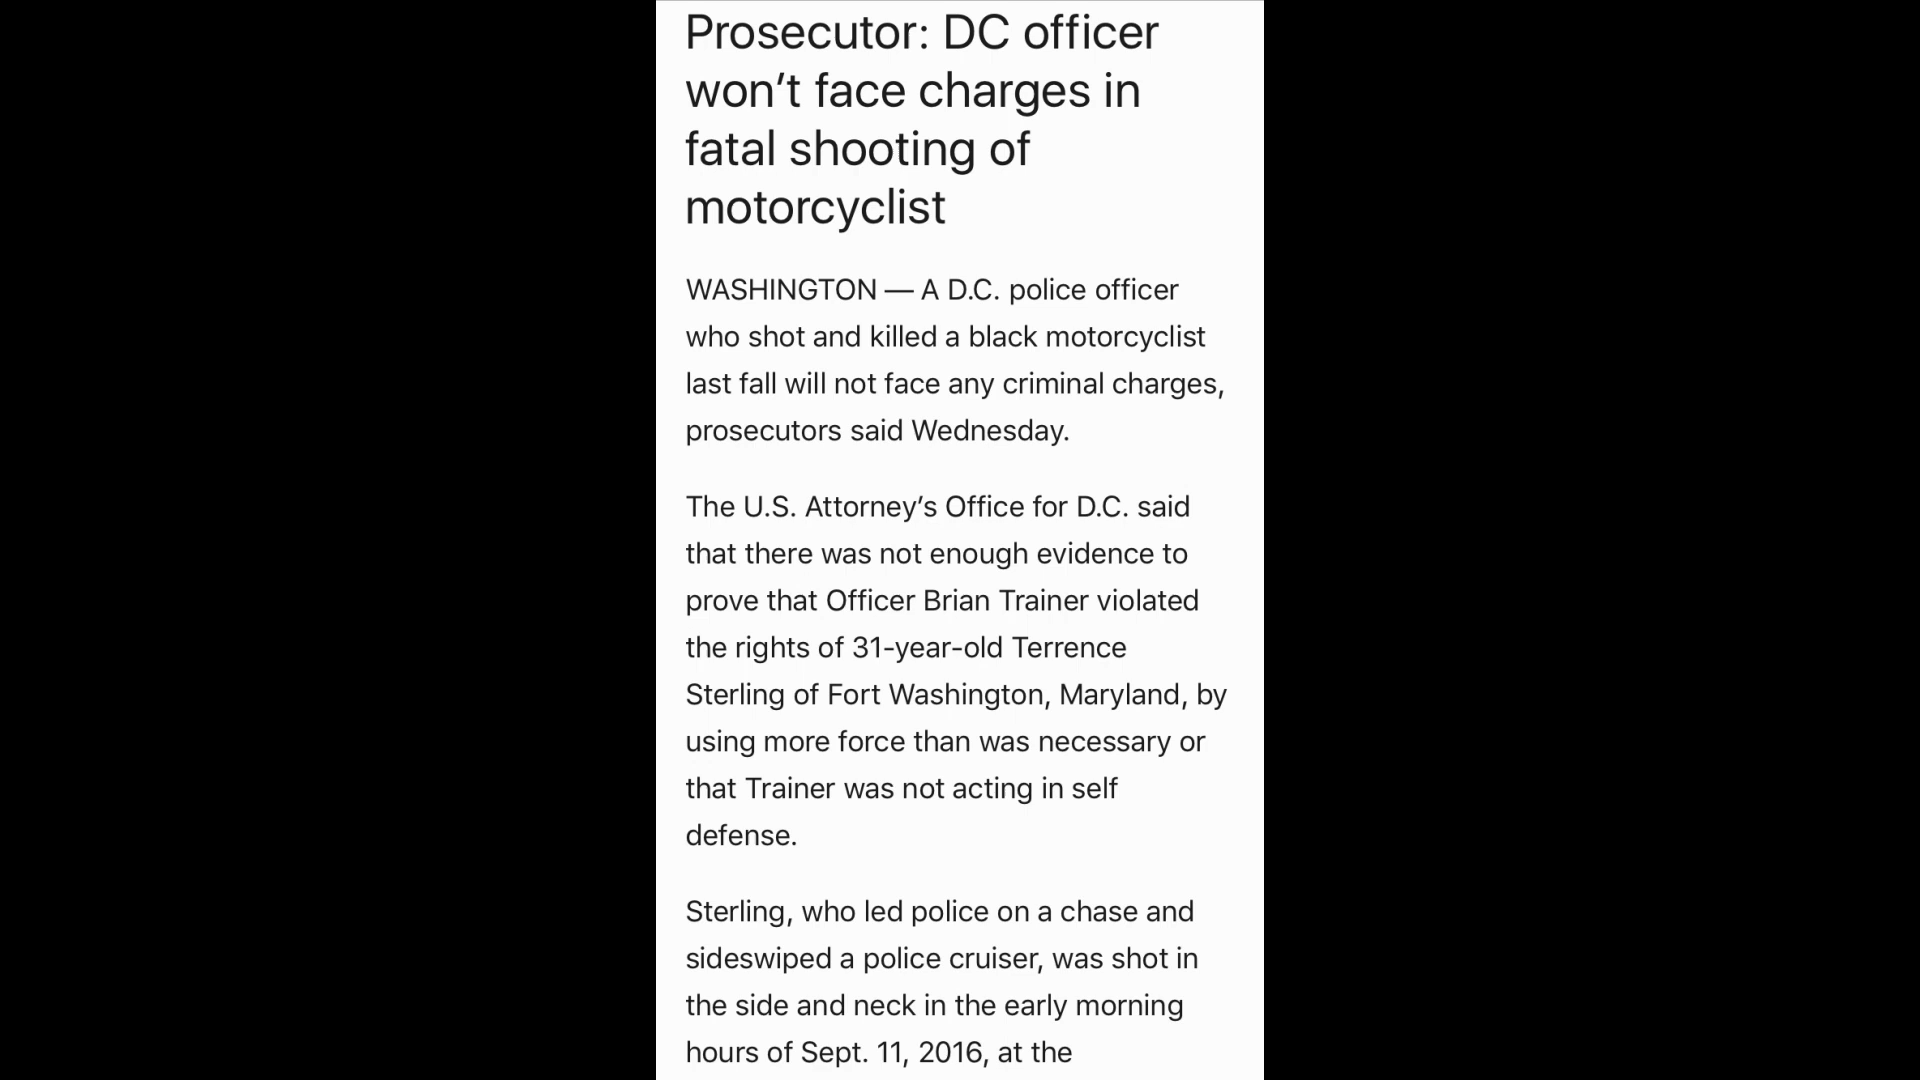 Prosecutor: DC officer
won’t face charges in
fatal shooting of
motorcyclist
WASHINGTON — A D.C. police officer
who shot and killed a black motorcyclist
last fall will not face any criminal charges,
prosecutors said Wednesday.
The U.S. Attorney’s Office for D.C. said
that there was not enough evidence to
prove that Officer Brian Trainer violated
the rights of 31-year-old Terrence
Sterling of Fort Washington, Maryland, by
using more force than was necessary or
that Trainer was not acting in self
defense.
Sterling, who led police on a chase and
sideswiped a police cruiser, was shot in
the side and neck in the early morning
hours of Sept. 11, 2016, at the